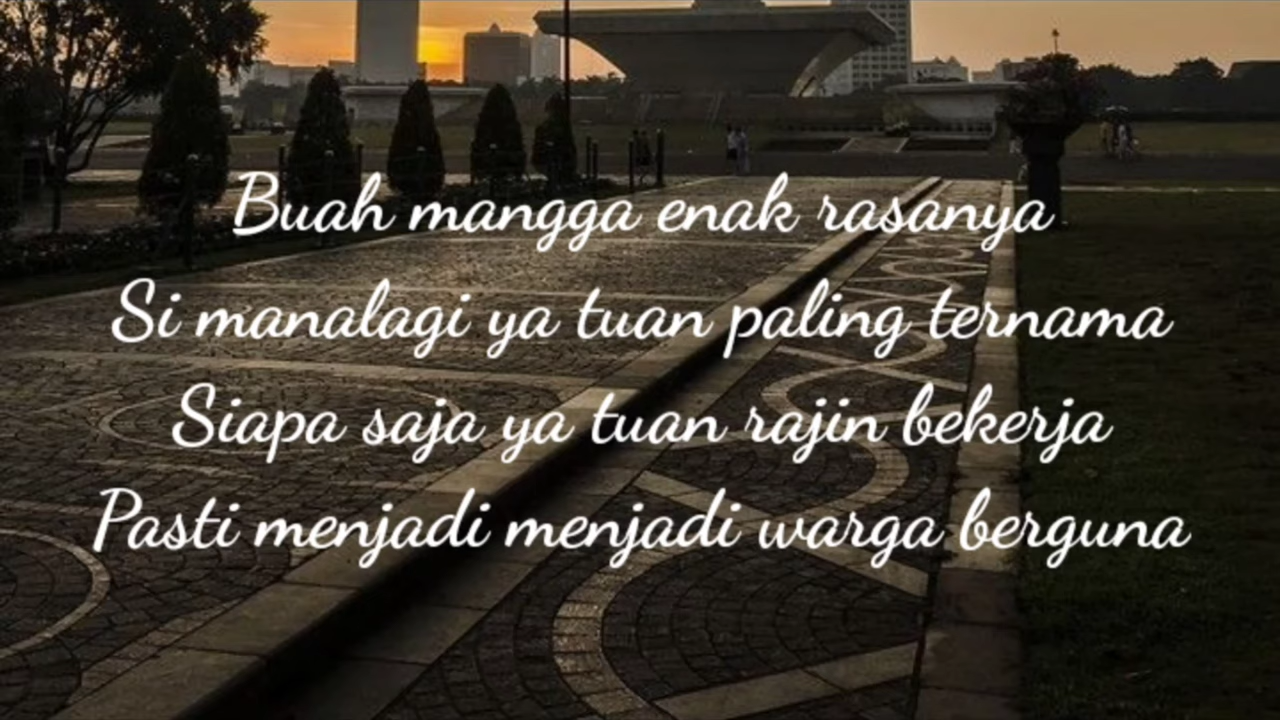 Buah mangga enak rasanya
Si manalagi ya tuan paling ternama
Siapa saja ya tuan rajin bekerja
Pasti menjadi menjadi warga berguna